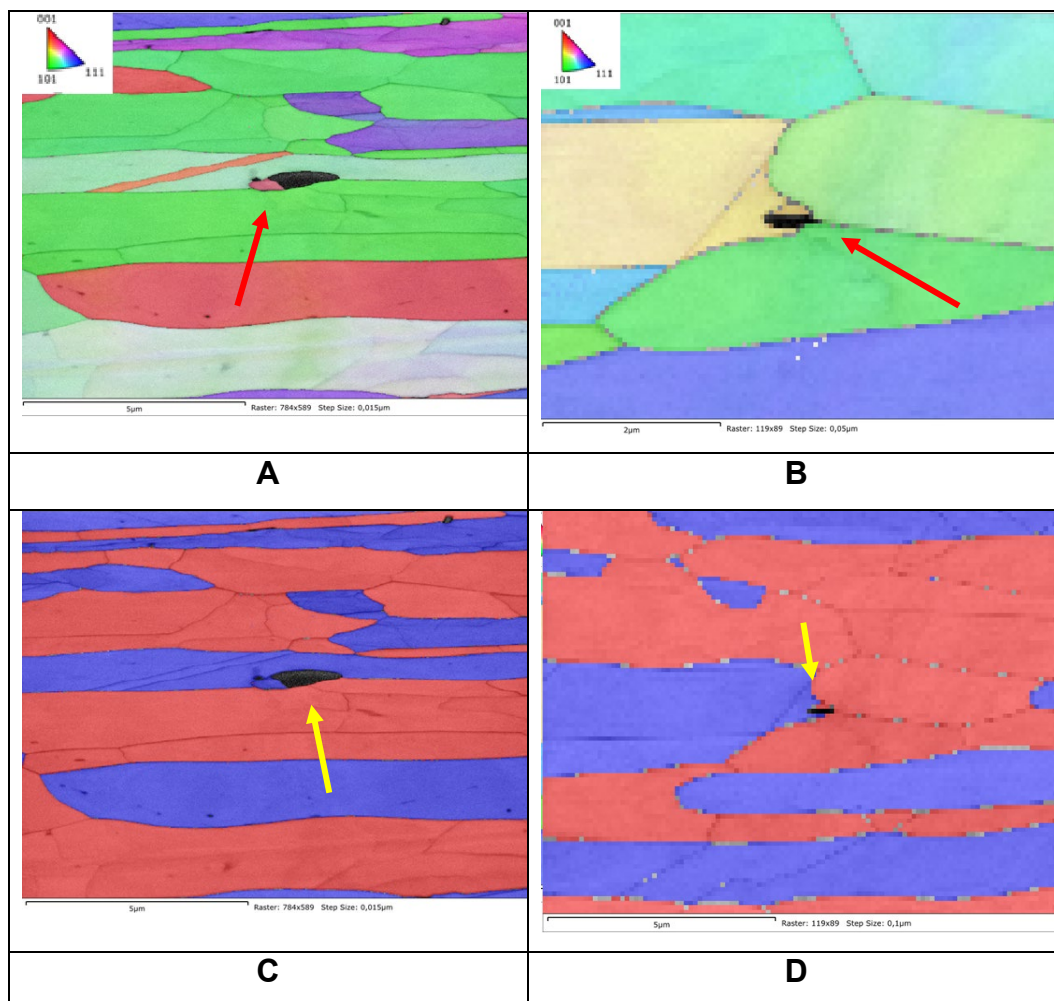 001
101
111
5µm
Raster: 784x589 Step Size: 0,015µm
001
101
111
2µm
Raster: 119x89 Step Size: 0,05µm
A
B
5µm
Raster: 784x589 Step Size: 0,015µm
5µm
Raster: 119x89 Step Size: 0,1µm
C
D